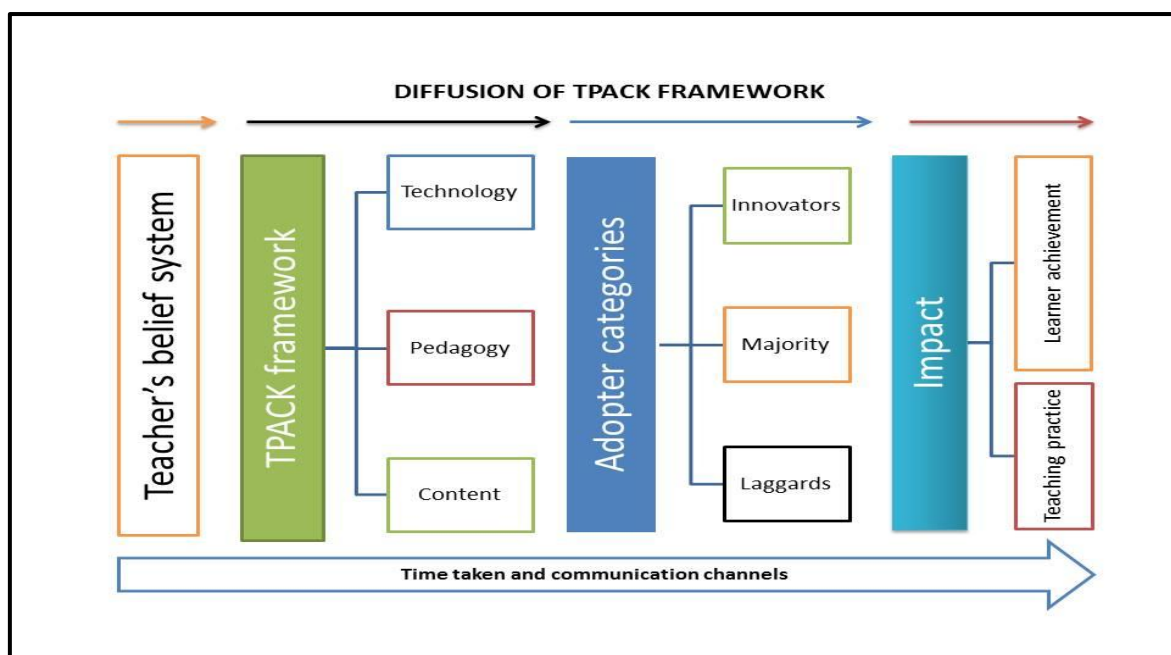 DIFFUSION OF TPACK FRAMEWORK
Teacher’s belief system
TPACK framework
Technology
Pedagogy
Content
Adopter categories
Innovators
Majority
Laggards
Impact
Learner achievement
Teaching practice
Time taken and communication channels